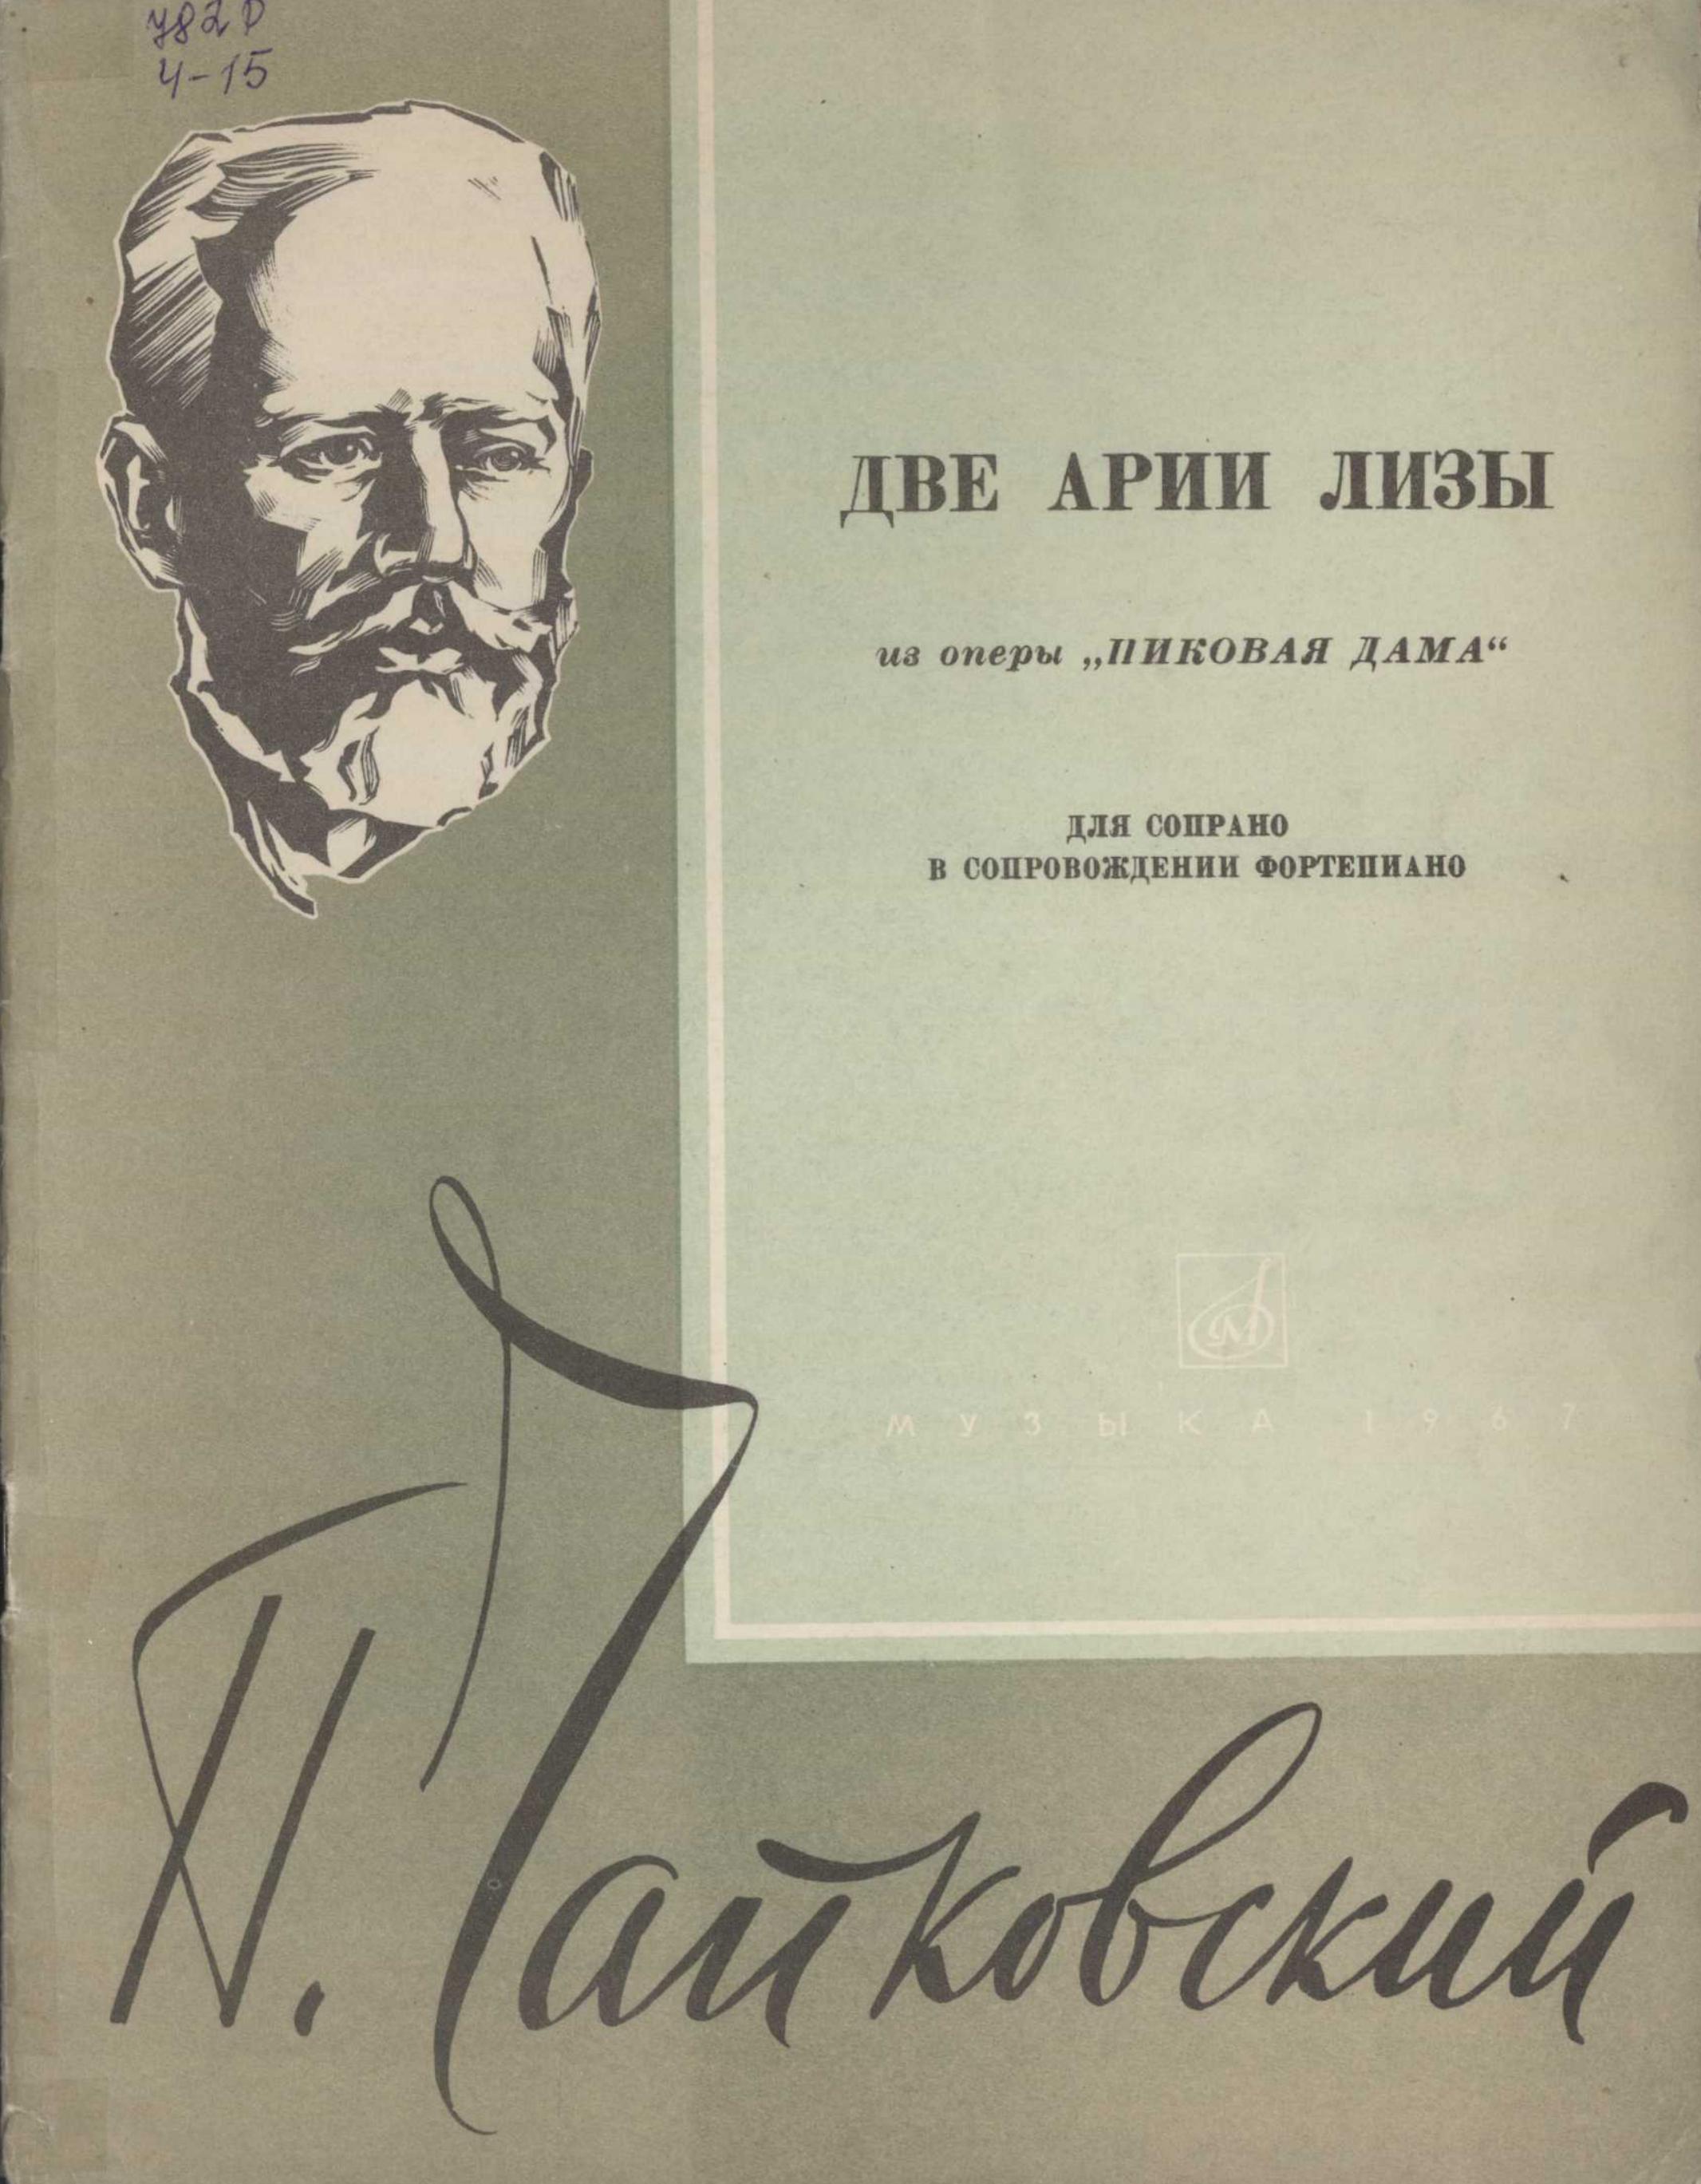 782Р
Ч-15
ДВЕ АРИИ ЛИЗЫ
из оперы „ПИКОВАЯ ДАМА“
ДЛЯ СОПРАНО
В СОПРОВОЖДЕНИИ ФОРТЕПИАНО
М
МУЗЫКА 1967
П. Чайковский